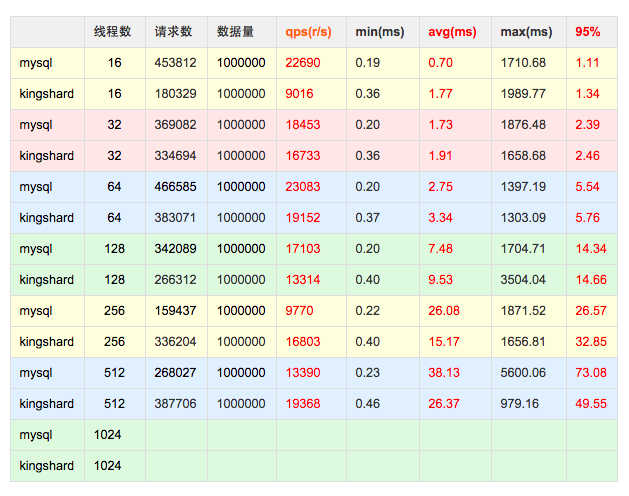 线程数 请求数 数据量 qps(r/s) min(ms) avg(ms) max(ms) 95%
mysql 16 453812 1000000 22690 0.19 0.70 1710.68 1.11
kingshard 16 180329 1000000 9016 0.36 1.77 1989.77 1.34
mysql 32 369082 1000000 18453 0.20 1.73 1876.48 2.39
kingshard 32 334694 1000000 16733 0.36 1.91 1658.68 2.46
mysql 64 466585 1000000 23083 0.20 2.75 1397.19 5.54
kingshard 64 383071 1000000 19152 0.37 3.34 1303.09 5.76
mysql 128 342089 1000000 17103 0.20 7.48 1704.71 14.34
kingshard 128 266312 1000000 13314 0.40 9.53 3504.04 14.66
mysql 256 159437 1000000 9770 0.22 26.08 1871.52 26.57
kingshard 256 336204 1000000 16803 0.40 15.17 1656.81 32.85
mysql 512 268027 1000000 13390 0.23 38.13 5600.06 73.08
kingshard 512 387706 1000000 19368 0.46 26.37 979.16 49.55
mysql 1024
kingshard 1024